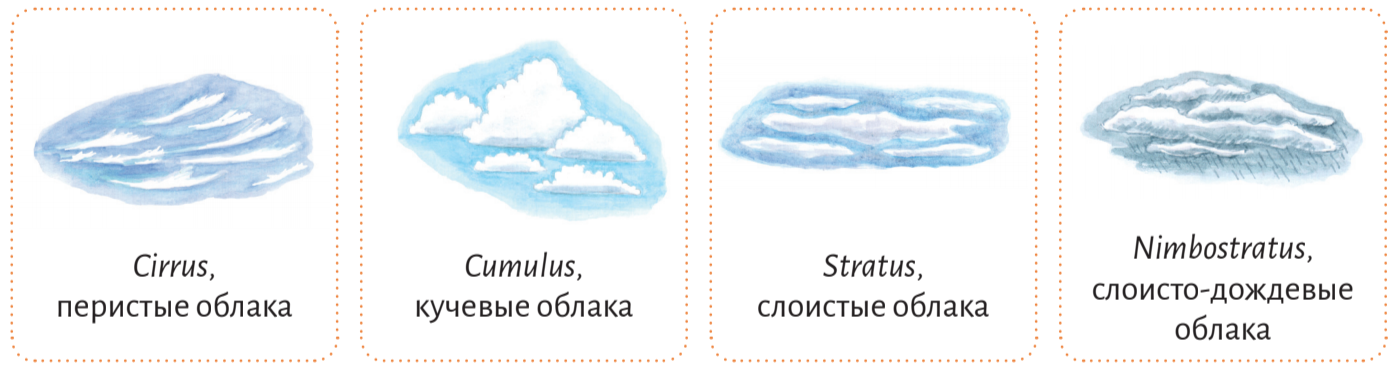 Cirrus,
перистые облака
Cumulus,
кучевые облака
Stratus,
слоистые облака
Nimbostratus,
слоисто-дождевые
облака